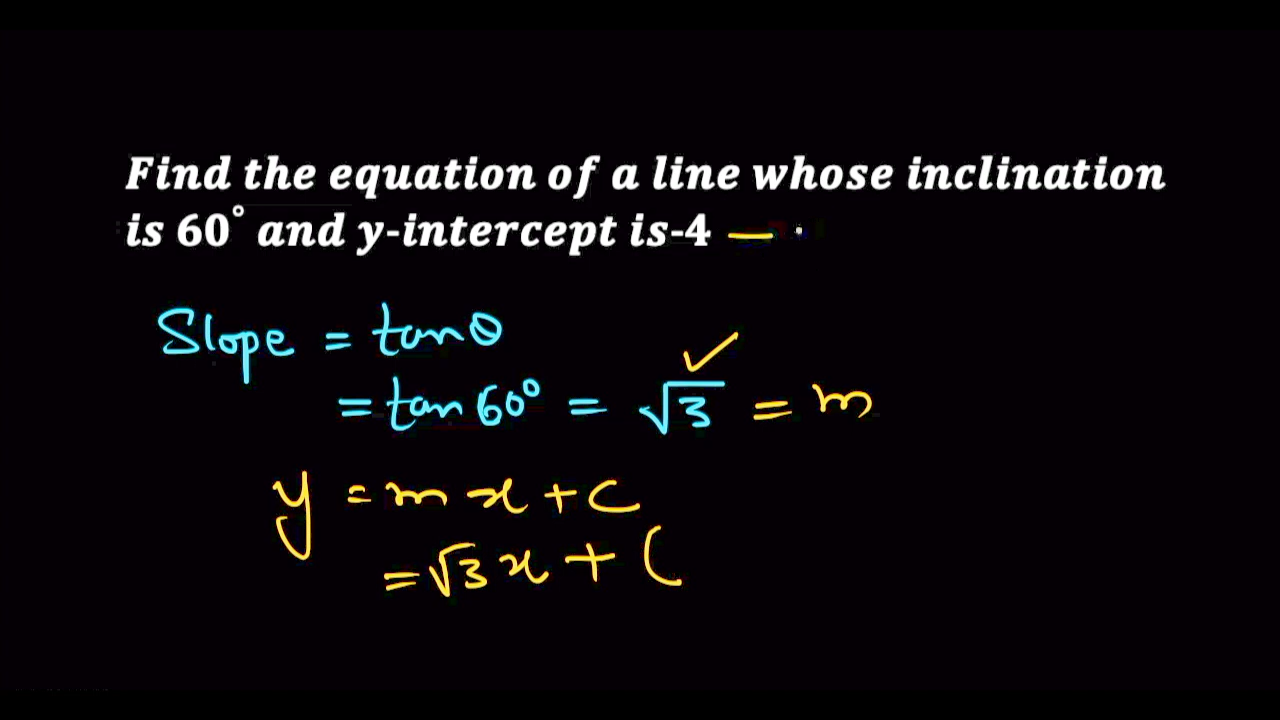 Find the equation of a line whose inclination
is 60° and y-intercept is-4 —
Slope = tanθ
= tan 60° = √3 = m
y = mx + c
= √3x + (